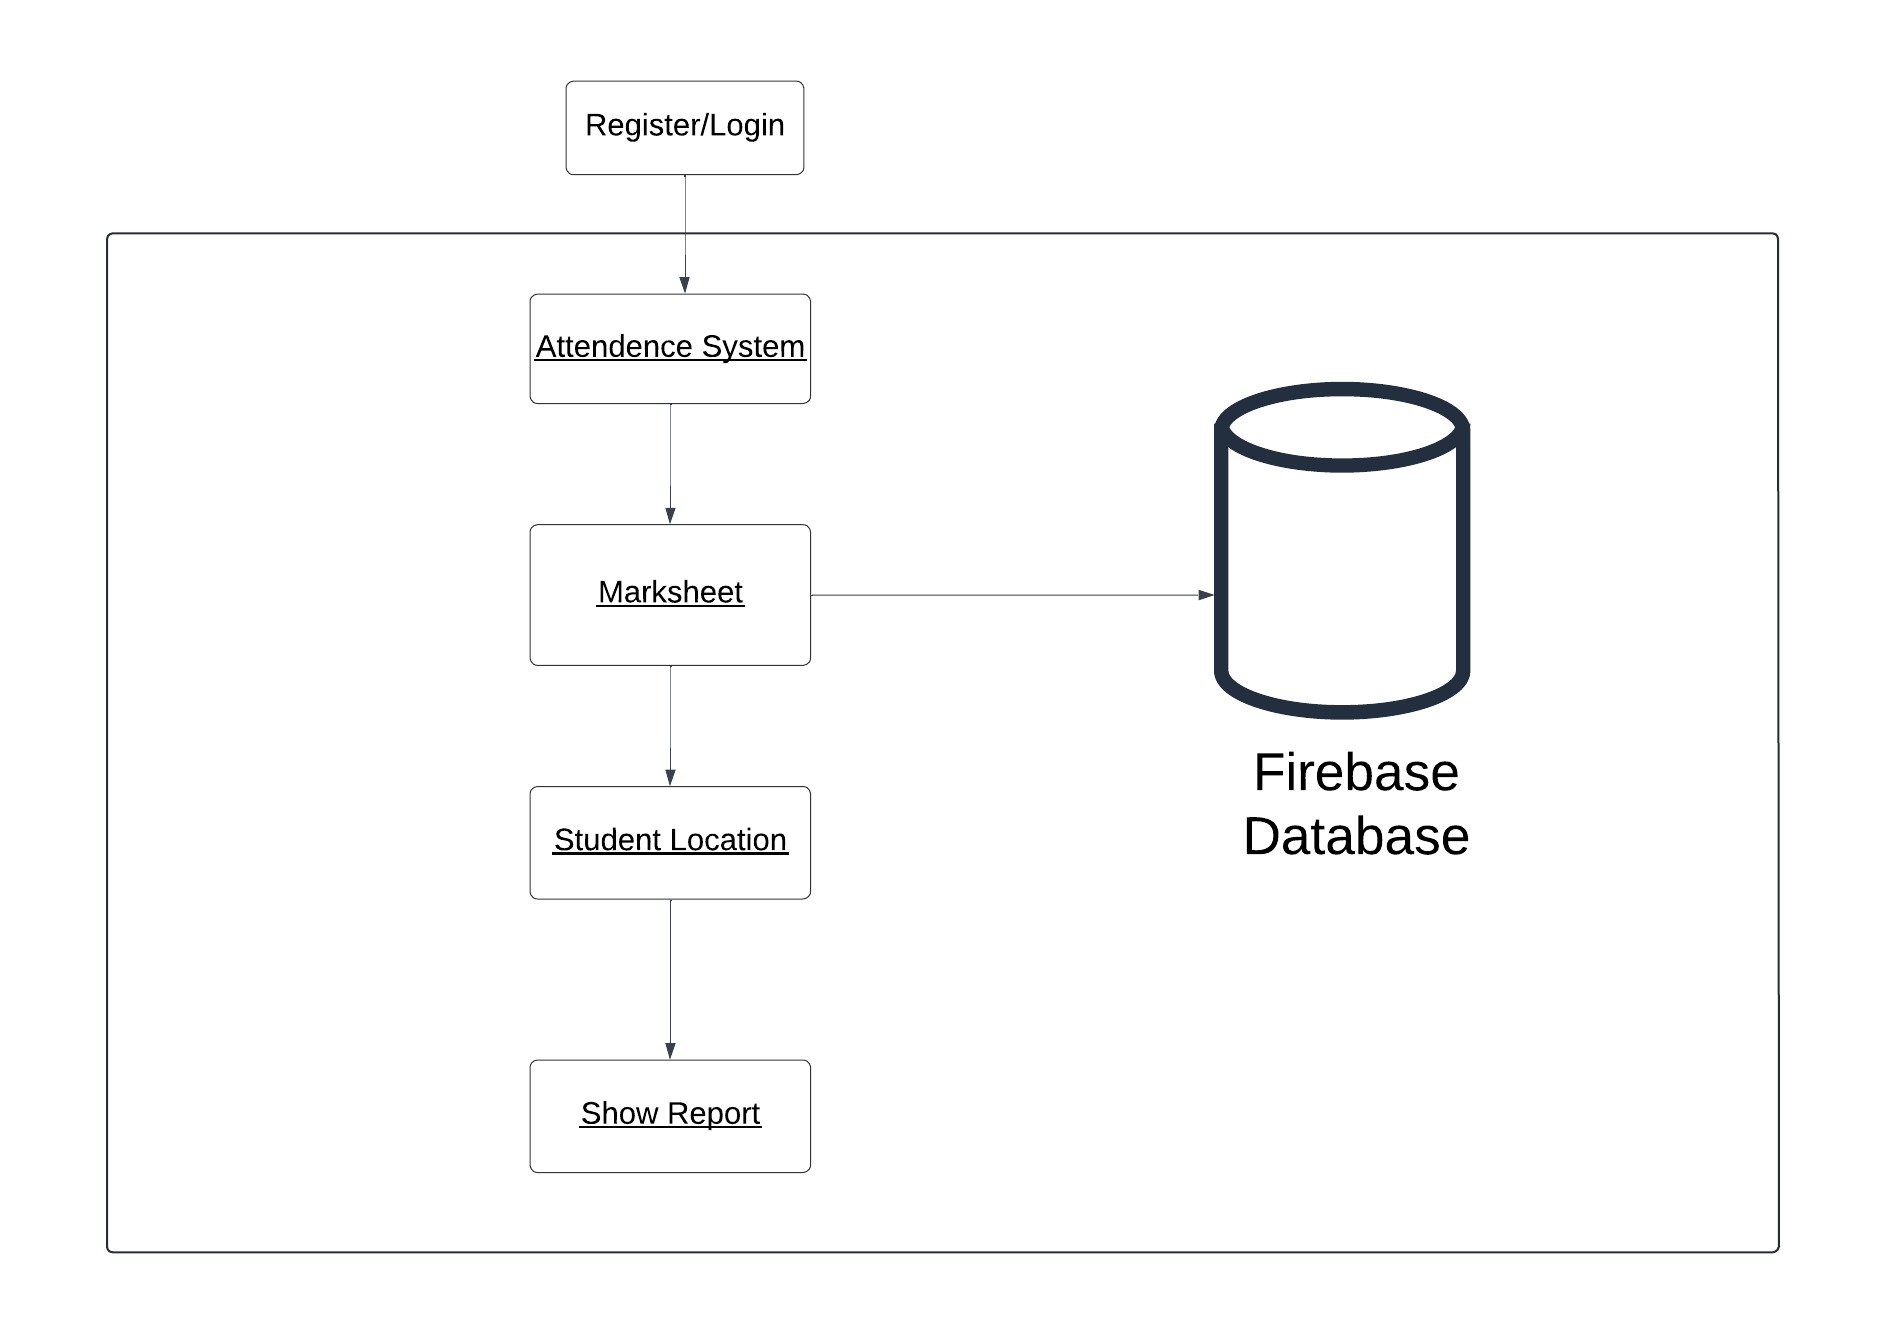 Register/Login
Attendence System
Marksheet
Student Location
Show Report
Firebase
Database